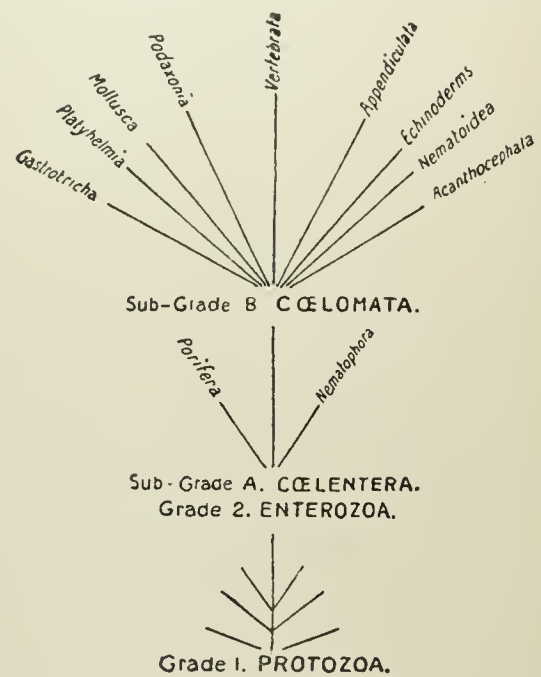 Gastrotricha
Platyhelmia
Mollusca
Podaxonia
Vertebrata
Appendiculata
Echinoderms
Nematoidea
Acanthocephala
Sub-Grade B CŒLOMATA.
Porifera
Nematophora
Sub-Grade A. CŒLENTERA.
Grade 2. ENTEROZOA.
Grade 1. PROTOZOA.